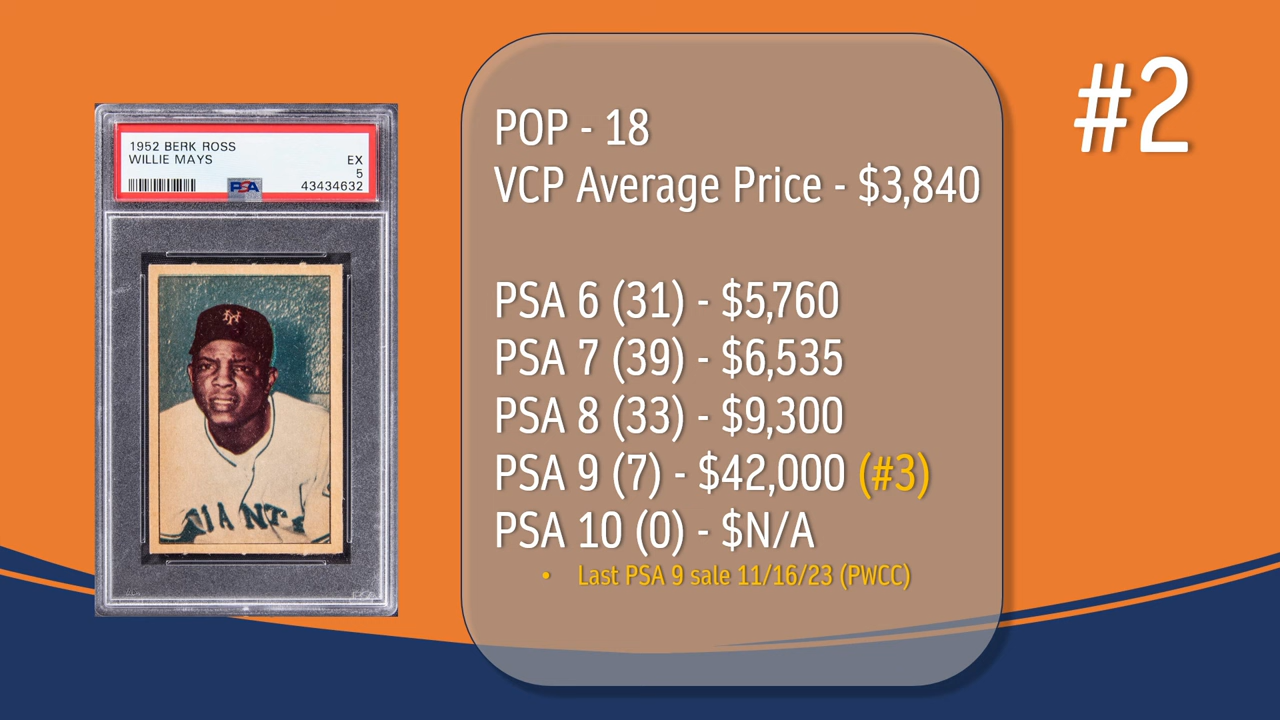 #2
1952 BERK ROSS
WILLIE MAYS
EX
5
PSA
43434632
GIANTS
POP - 18
VCP Average Price - $3,840
PSA 6 (31) - $5,760
PSA 7 (39) - $6,535
PSA 8 (33) - $9,300
PSA 9 (7) - $42,000 (#3)
PSA 10 (0) - $N/A
• Last PSA 9 sale 11/16/23 (PWCC)